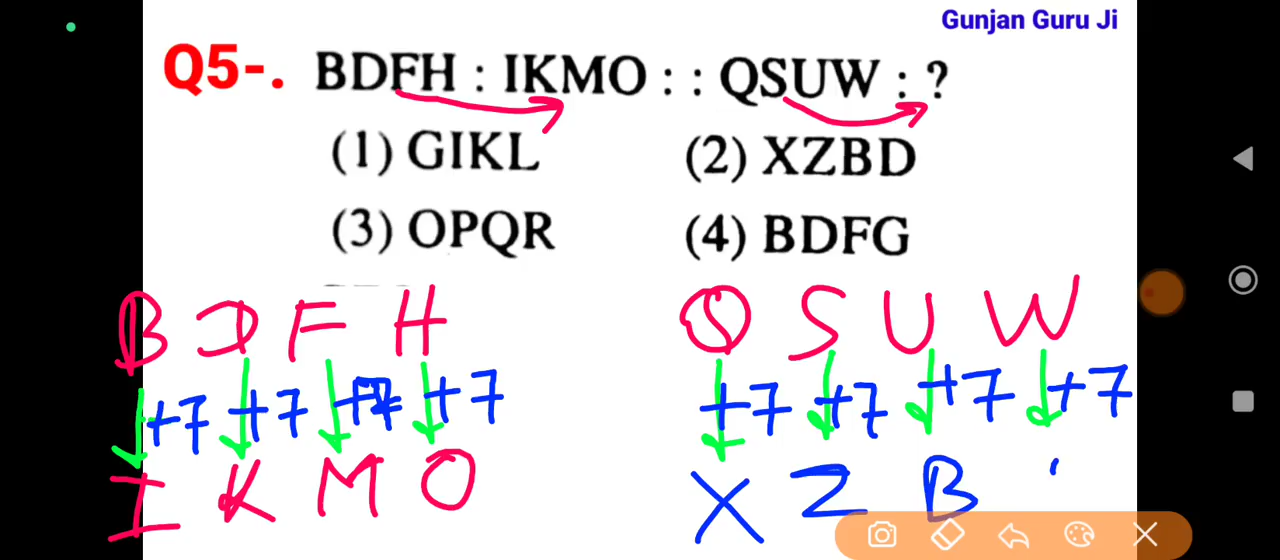 Gunjan Guru Ji
Q5-. BDFH : IKMO : : QSUW : ?
(1) GIKL (2) XZBD
(3) OPQR (4) BDFG
B D F H Q S U W
+7 +7 +7 +7 +7 +7 +7 +7
I K M O X Z B